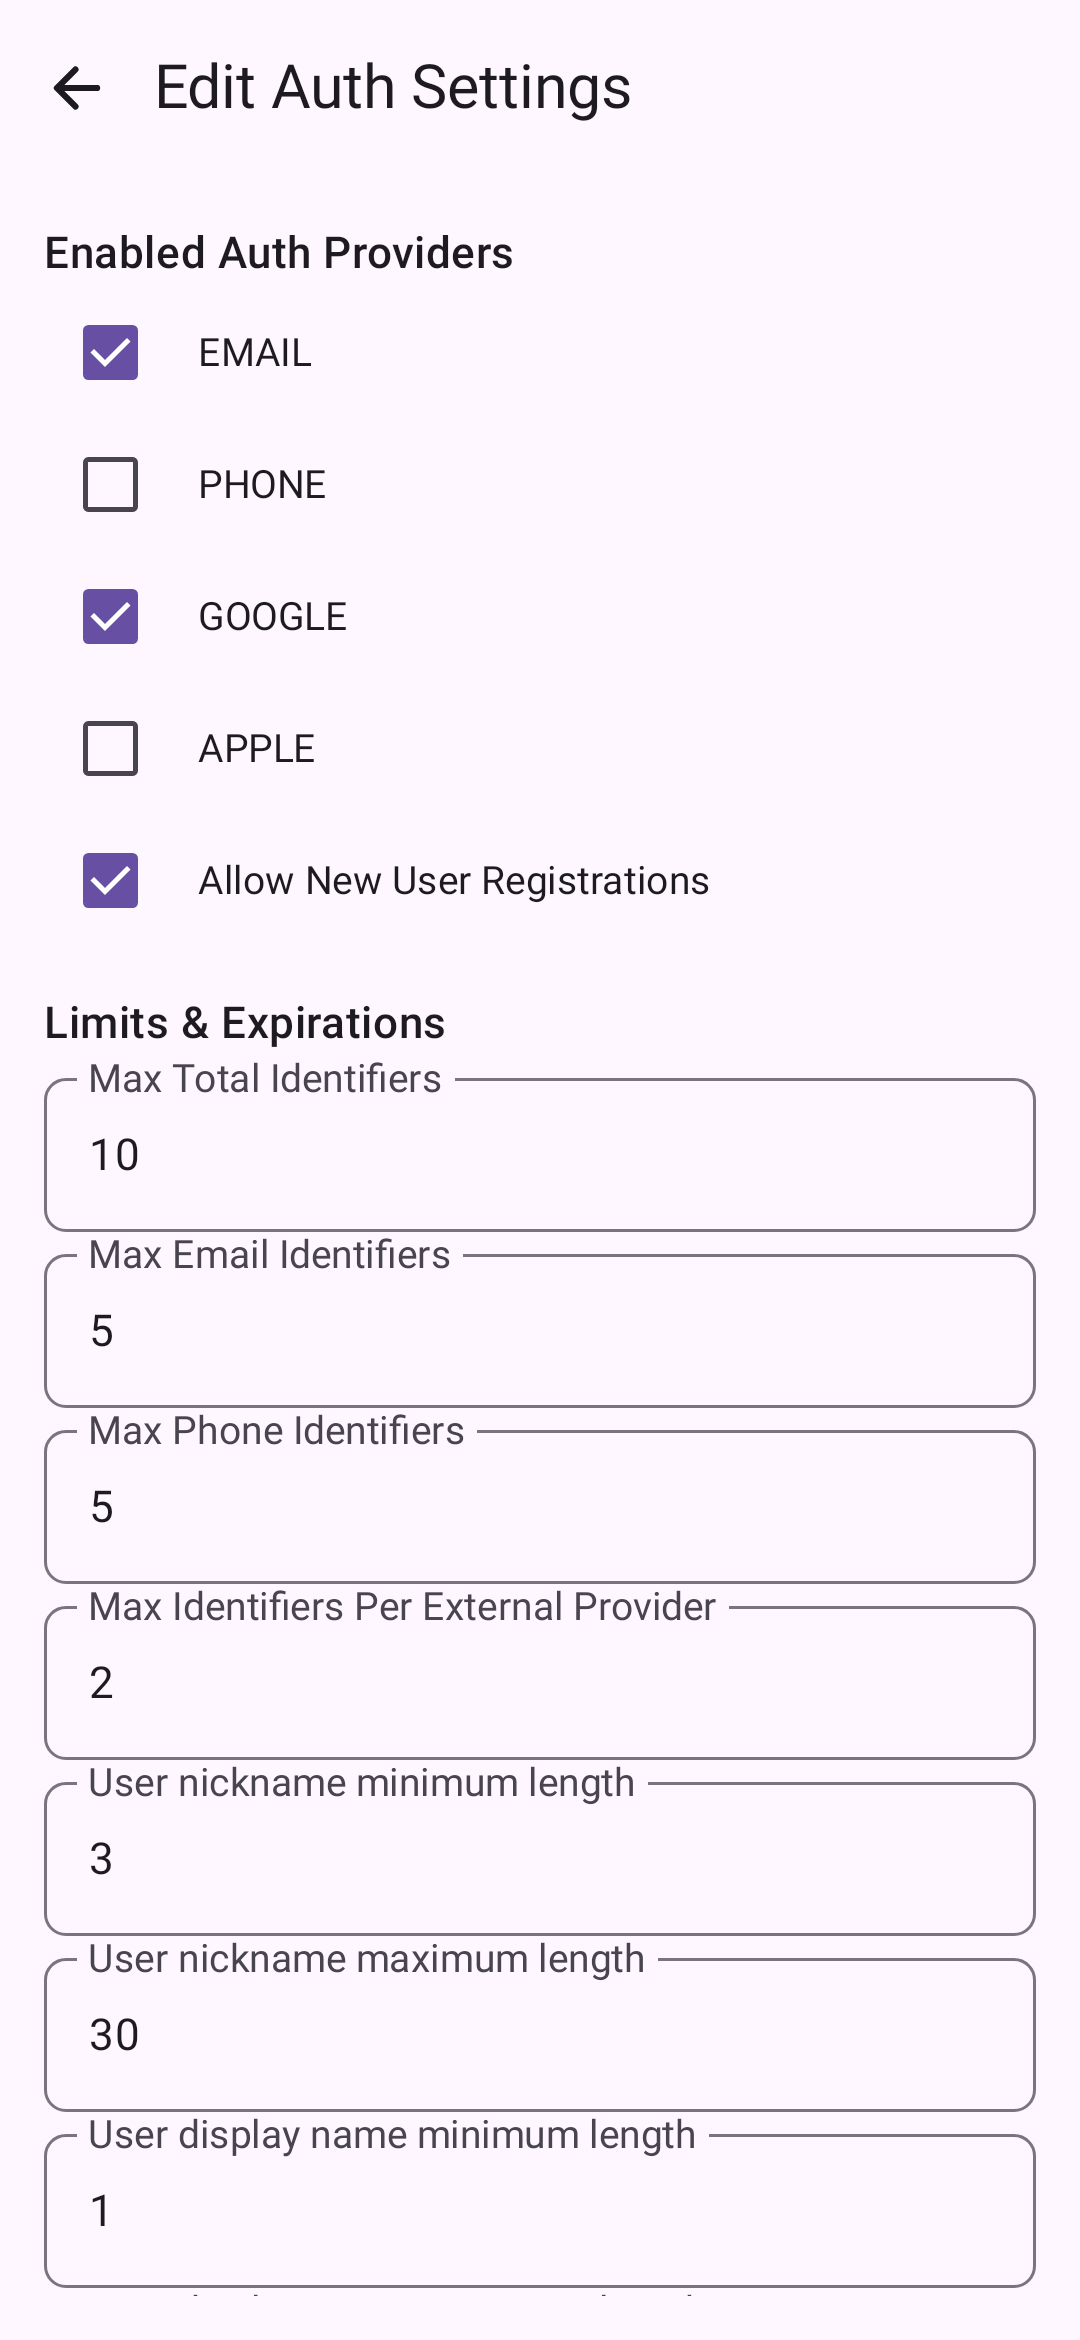 Edit Auth Settings
Enabled Auth Providers
EMAIL
PHONE
GOOGLE
APPLE
Allow New User Registrations
Limits & Expirations
Max Total Identifiers
10
Max Email Identifiers
5
Max Phone Identifiers
5
Max Identifiers Per External Provider
2
User nickname minimum length
3
User nickname maximum length
30
User display name minimum length
1